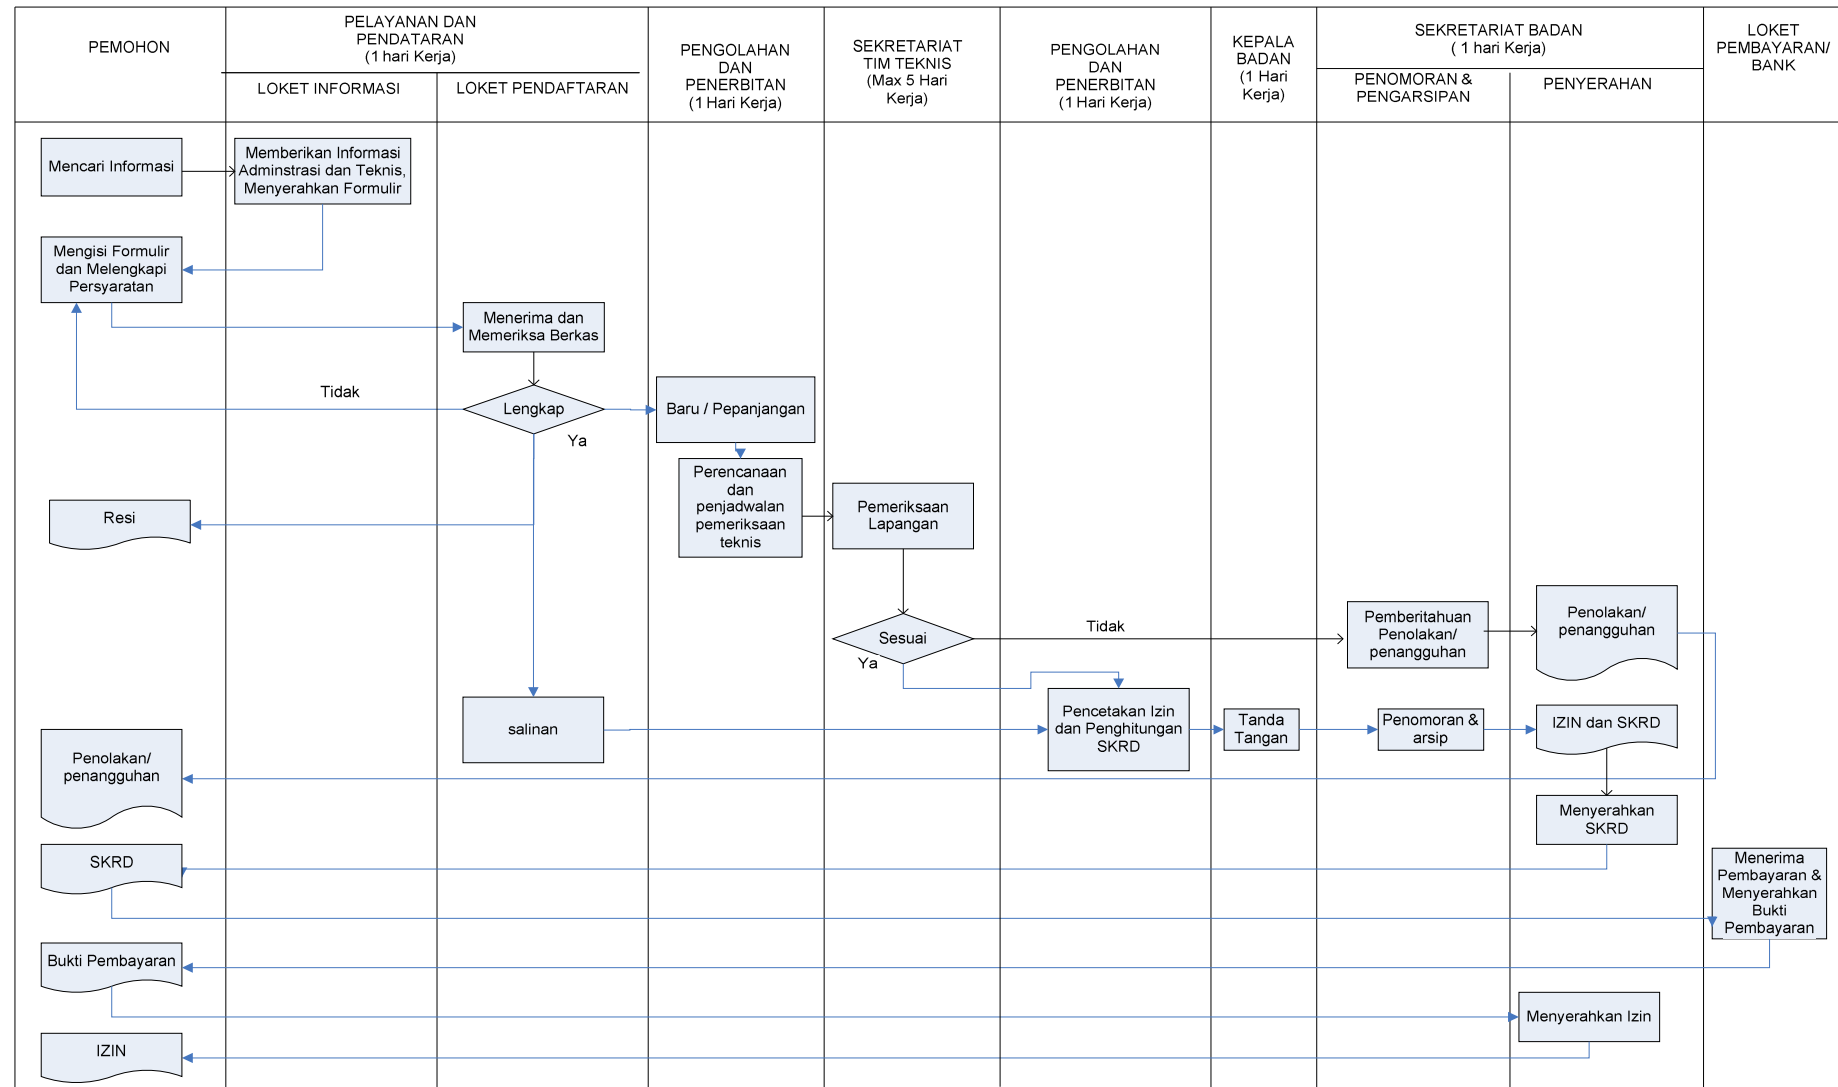 PEMOHON
PELAYANAN DAN
PENDATARAN
(1 hari Kerja)
LOKET INFORMASI
LOKET PENDAFTARAN
PENGOLAHAN
DAN
PENERBITAN
(1 Hari Kerja)
SEKRETARIAT
TIM TEKNIS
(Max 5 Hari
Kerja)
PENGOLAHAN
DAN
PENERBITAN
(1 Hari Kerja)
KEPALA
BADAN
(1 Hari
Kerja)
SEKRETARIAT BADAN
( 1 hari Kerja)
PENOMORAN &
PENGARSIPAN
PENYERAHAN
LOKET
PEMBAYARAN/
BANK
Mencari Informasi
Memberikan Informasi
Adminstrasi dan Teknis,
Menyerahkan Formulir
Mengisi Formulir
dan Melengkapi
Persyaratan
Menerima dan
Memeriksa Berkas
Tidak
Lengkap
Ya
Baru / Pepanjangan
Perencanaan
dan
penjadwalan
pemeriksaan
teknis
Pemeriksaan
Lapangan
Resi
Sesuai
Tidak
Ya
Pemberitahuan
Penolakan/
penangguhan
Penolakan/
penangguhan
salinan
Pencetakan Izin
dan Penghitungan
SKRD
Tanda
Tangan
Penomoran &
arsip
IZIN dan SKRD
Penolakan/
penangguhan
Menyerahkan
SKRD
SKRD
Menerima
Pembayaran &
Menyerahkan
Bukti
Pembayaran
Bukti Pembayaran
Menyerahkan Izin
IZIN